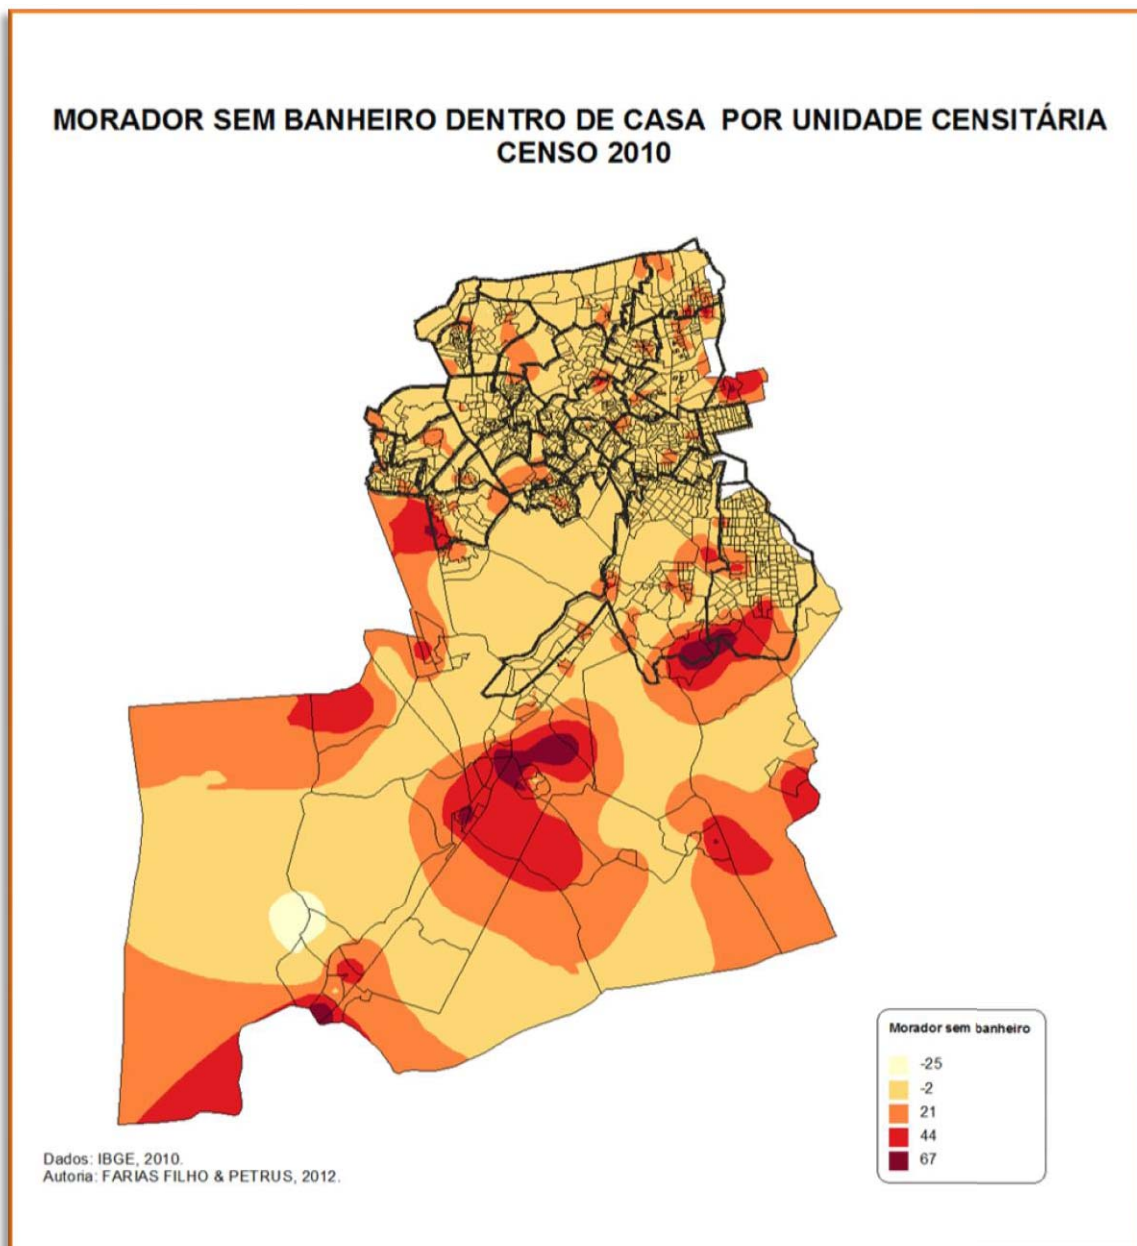 MORADOR SEM BANHEIRO DENTRO DE CASA POR UNIDADE CENSITÁRIA
CENSO 2010
Morador sem banheiro
-25
-2
21
44
67
Dados: IBGE, 2010.
Autoria: FARIAS FILHO & PETRUS, 2012.